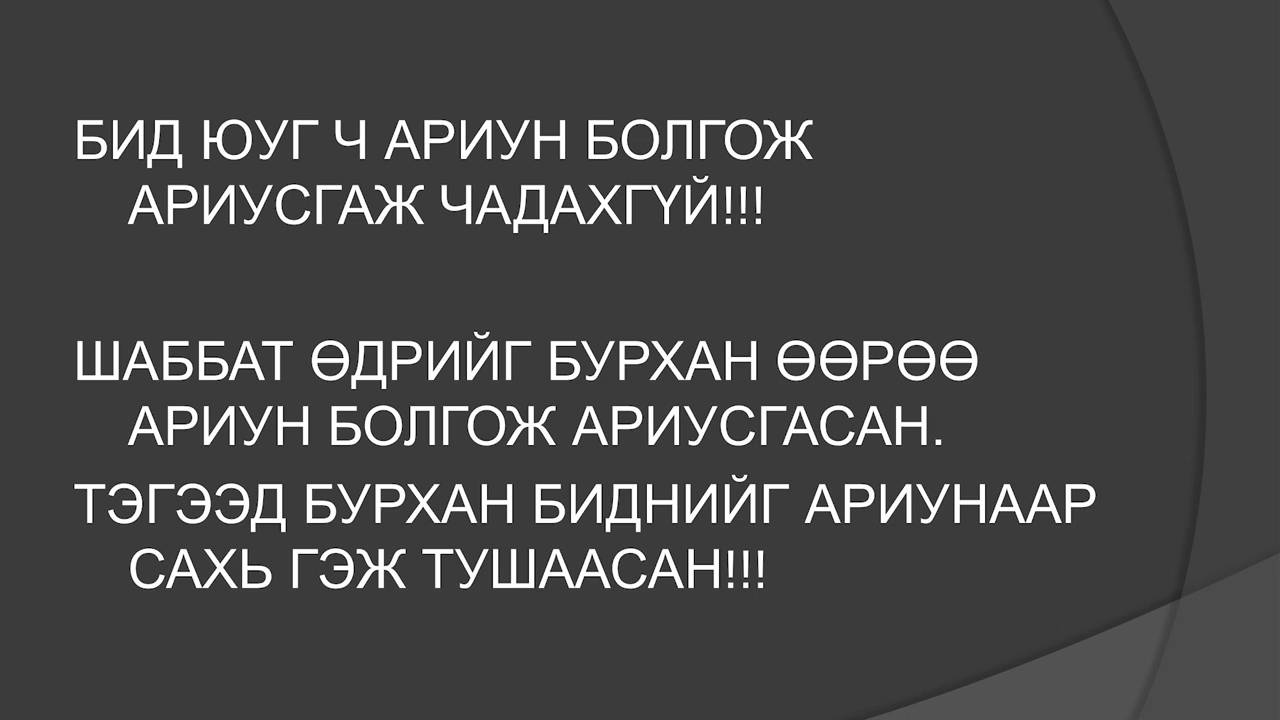 БИД ЮУГ Ч АРИУН БОЛГОЖ
АРИУСГАЖ ЧАДАХГҮЙ!!!
ШАББАТ ӨДРИЙГ БУРХАН ӨӨРӨӨ
АРИУН БОЛГОЖ АРИУСГАСАН.
ТЭГЭЭД БУРХАН БИДНИЙГ АРИУНААР
САХЬ ГЭЖ ТУШААСАН!!!